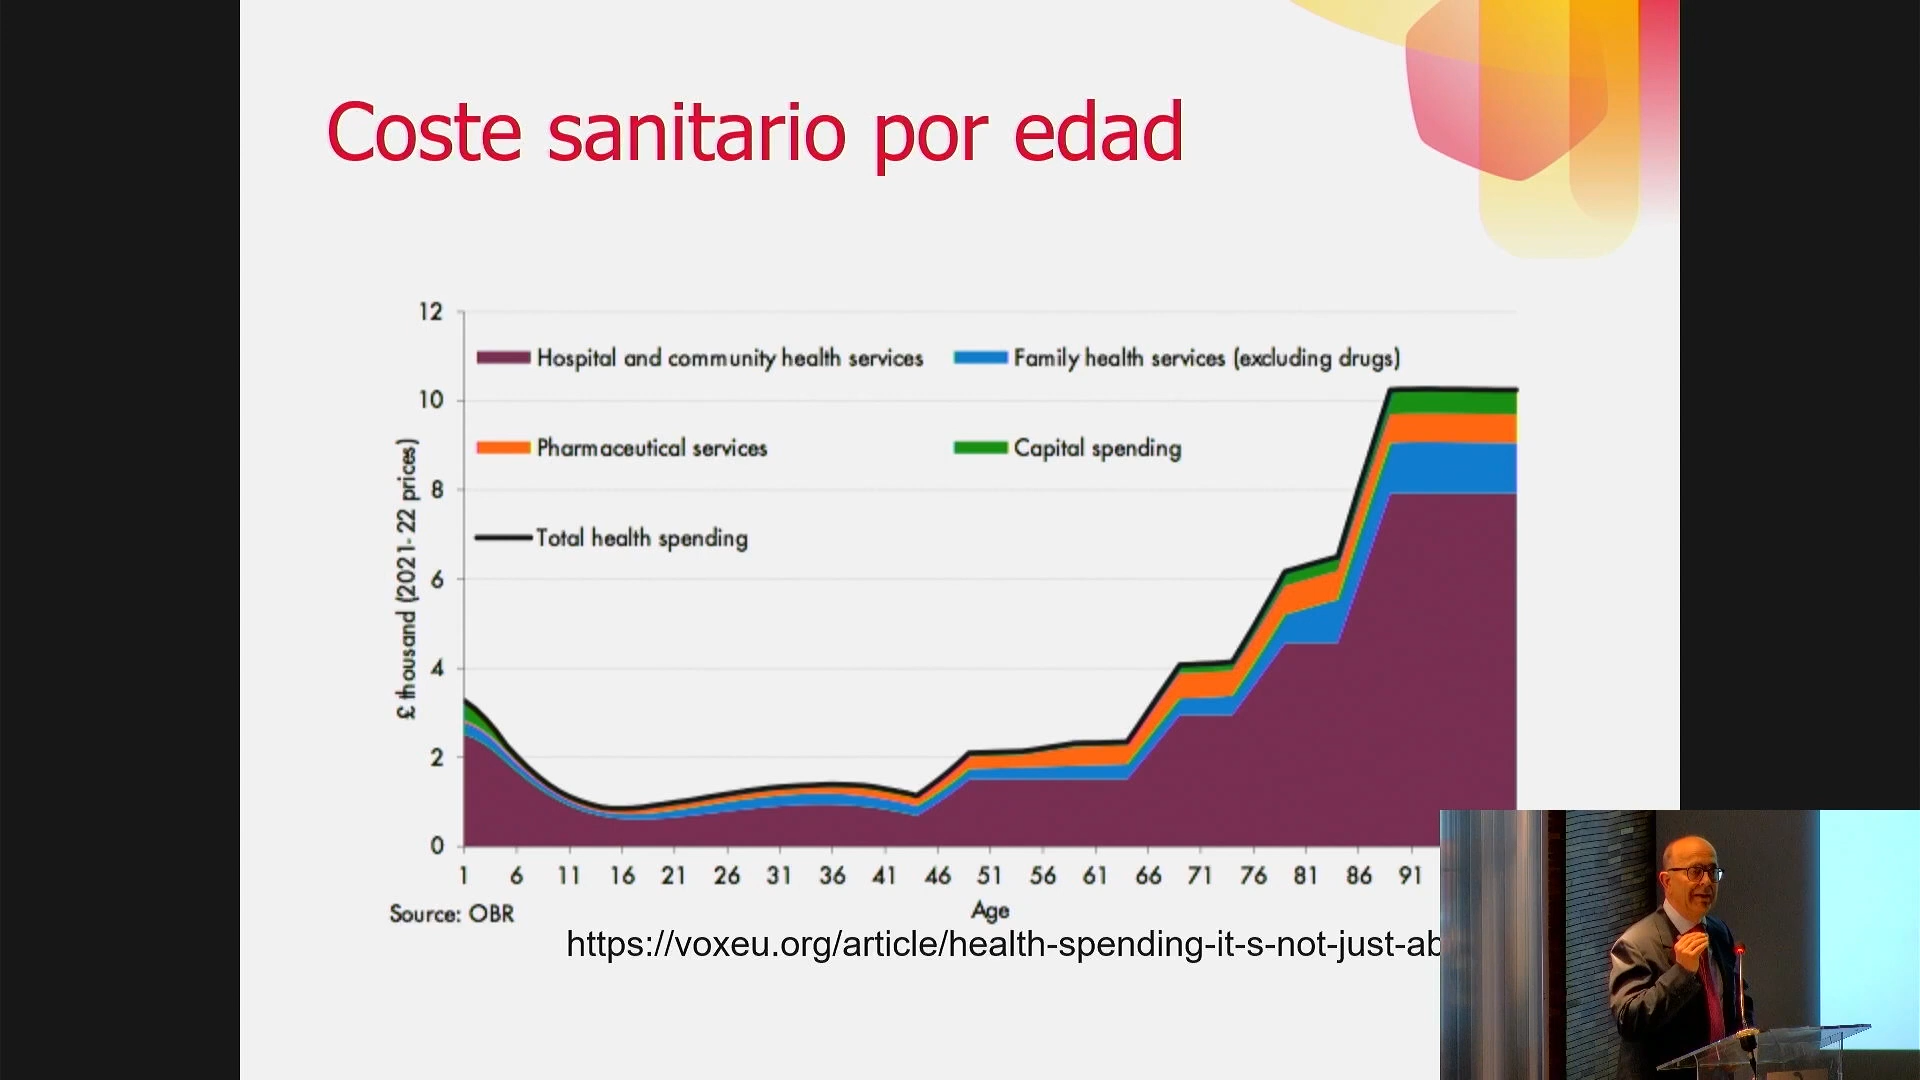 Coste sanitario por edad
12
Hospital and community health services
Family health services (excluding drugs)
10
Pharmaceutical services
Capital spending
8
Total health spending
6
4
2
0
£ thousand (2021-22 prices)
1 6 11 16 21 26 31 36 41 46 51 56 61 66 71 76 81 86 91
Source: OBR
Age
https://voxeu.org/article/health-spending-it-s-not-just-ab